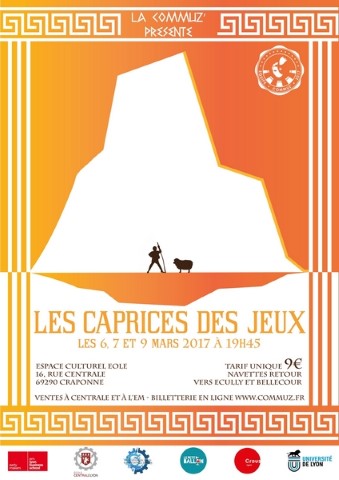 LA COMMUZ'
PRÉSENTE
LES CAPRICES DES JEUX
LES 6, 7 ET 9 MARS 2017 À 19H45
ESPACE CULTUREL EOLE
16, RUE CENTRALE
69290 CRAPONNE
TARIF UNIQUE 9€
NAVETTES RETOUR
VERS ECULLY ET BELLECOUR
VENTES À CENTRALE ET À L'EM - BILLETTERIE EN LIGNE WWW.COMMUZ.FR
UNIVERSITÉ
DE LYON